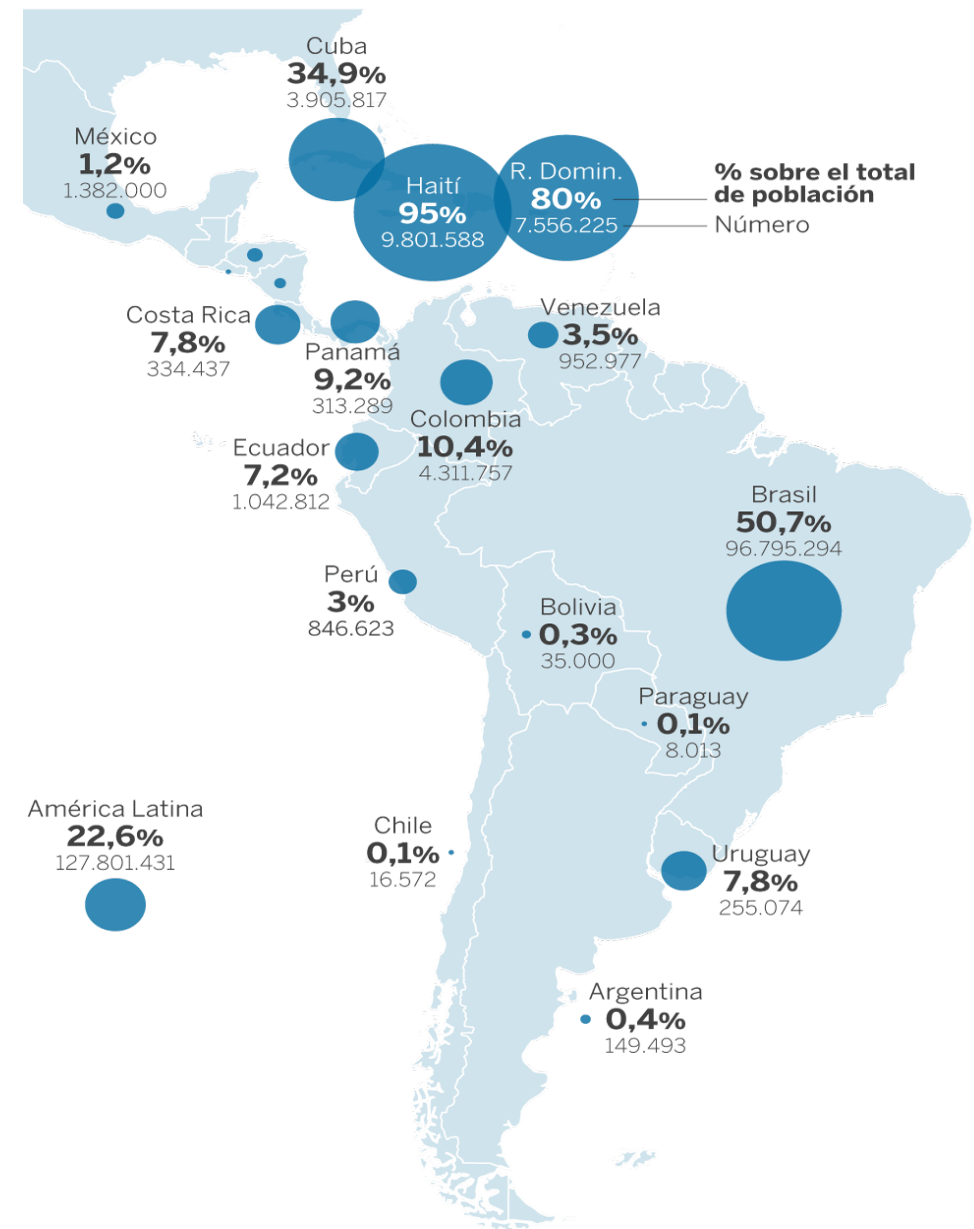 Cuba
34,9%
3.905.817
México
1,2%
1.382.000
Haití
95%
9.801.588
R. Domin.
80%
7.556.225
% sobre el total
de población
Número
Costa Rica
7,8%
334.437
Panamá
9,2%
313.289
Venezuela
3,5%
952.977
Colombia
10,4%
4.311.757
Ecuador
7,2%
1.042.812
Brasil
50,7%
96.795.294
Perú
3%
846.623
Bolivia
0,3%
35.000
Paraguay
0,1%
8.013
América Latina
22,6%
127.801.431
Chile
0,1%
16.572
Uruguay
7,8%
255.074
Argentina
0,4%
149.493